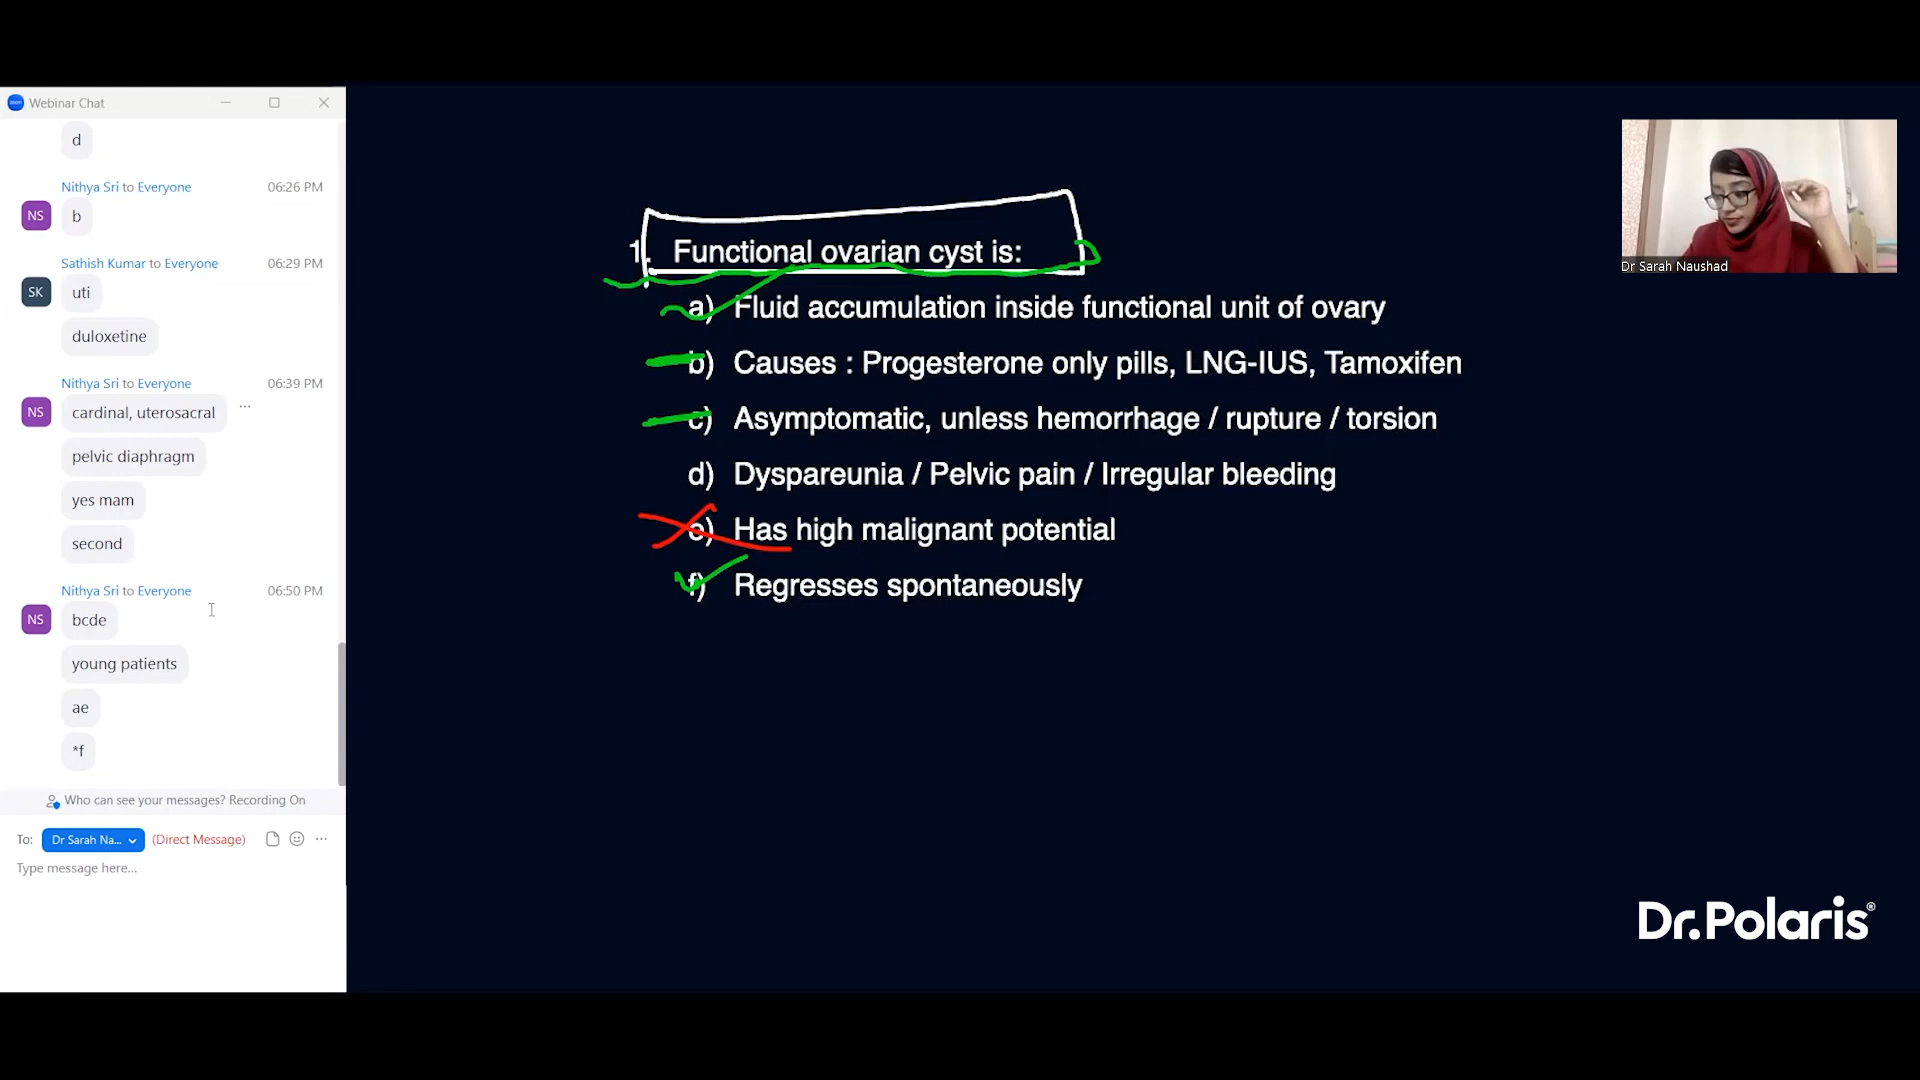 Webinar Chat
d
Nithya Sri to Everyone 06:26 PM
NS
b
Sathish Kumar to Everyone 06:29 PM
SK
uti
duloxetine
Nithya Sri to Everyone 06:39 PM
NS
cardinal, uterosacral
pelvic diaphragm
yes mam
second
Nithya Sri to Everyone 06:50 PM
NS
bcde
young patients
ae
*f
Who can see your messages? Recording On
To: Dr Sarah Na... (Direct Message)
Type message here...
1. Functional ovarian cyst is:
a) Fluid accumulation inside functional unit of ovary
b) Causes : Progesterone only pills, LNG-IUS, Tamoxifen
c) Asymptomatic, unless hemorrhage / rupture / torsion
d) Dyspareunia / Pelvic pain / Irregular bleeding
e) Has high malignant potential
f) Regresses spontaneously
Dr Sarah Naushad
Dr.Polaris®